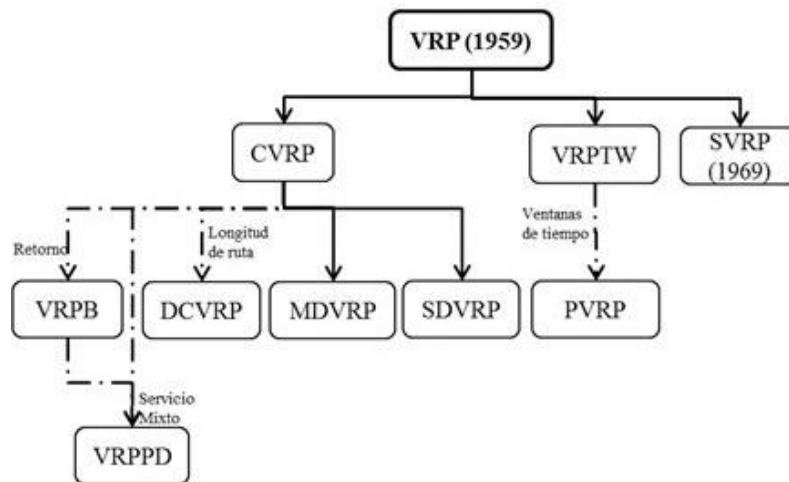 VRP (1959)
CVRP
VRPTW
SVRP
(1969)
Retorno
Longitud
de ruta
Ventanas
de tiempo
VRPB
DCVRP
MDVRP
SDVRP
PVRP
Servicio
Mixto
VRPPD